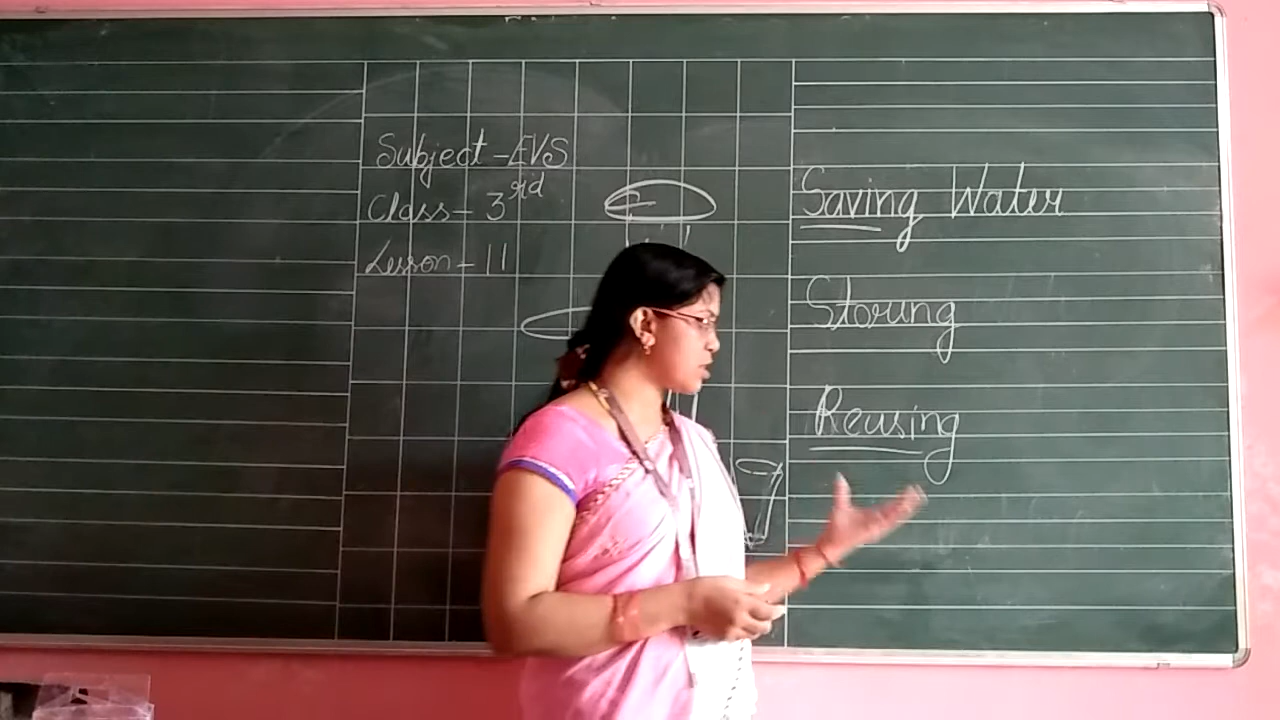 Subject - EVS
Class - 3rd
Lesson - 11
Saving Water
Storing
Reusing